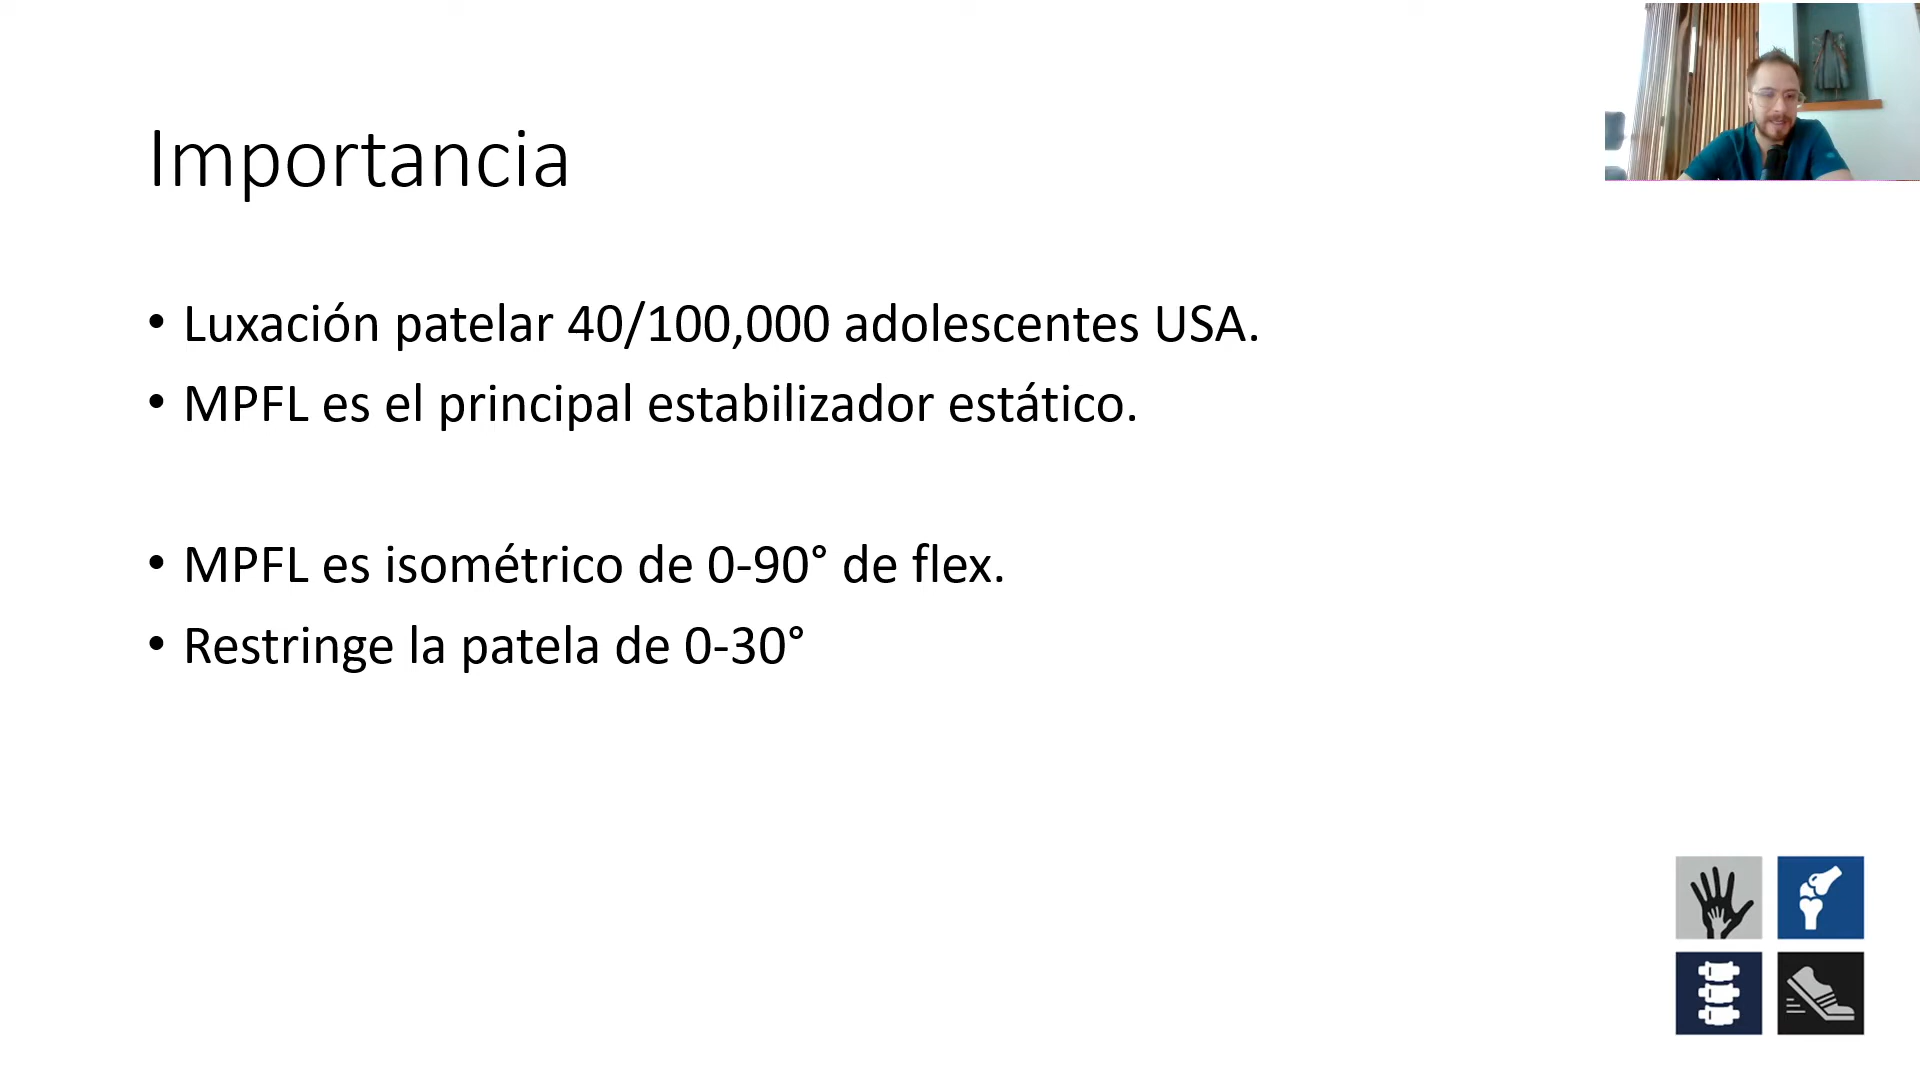 Importancia
• Luxación patelar 40/100,000 adolescentes USA.
• MPFL es el principal estabilizador estático.
• MPFL es isométrico de 0-90° de flex.
• Restringe la patela de 0-30°